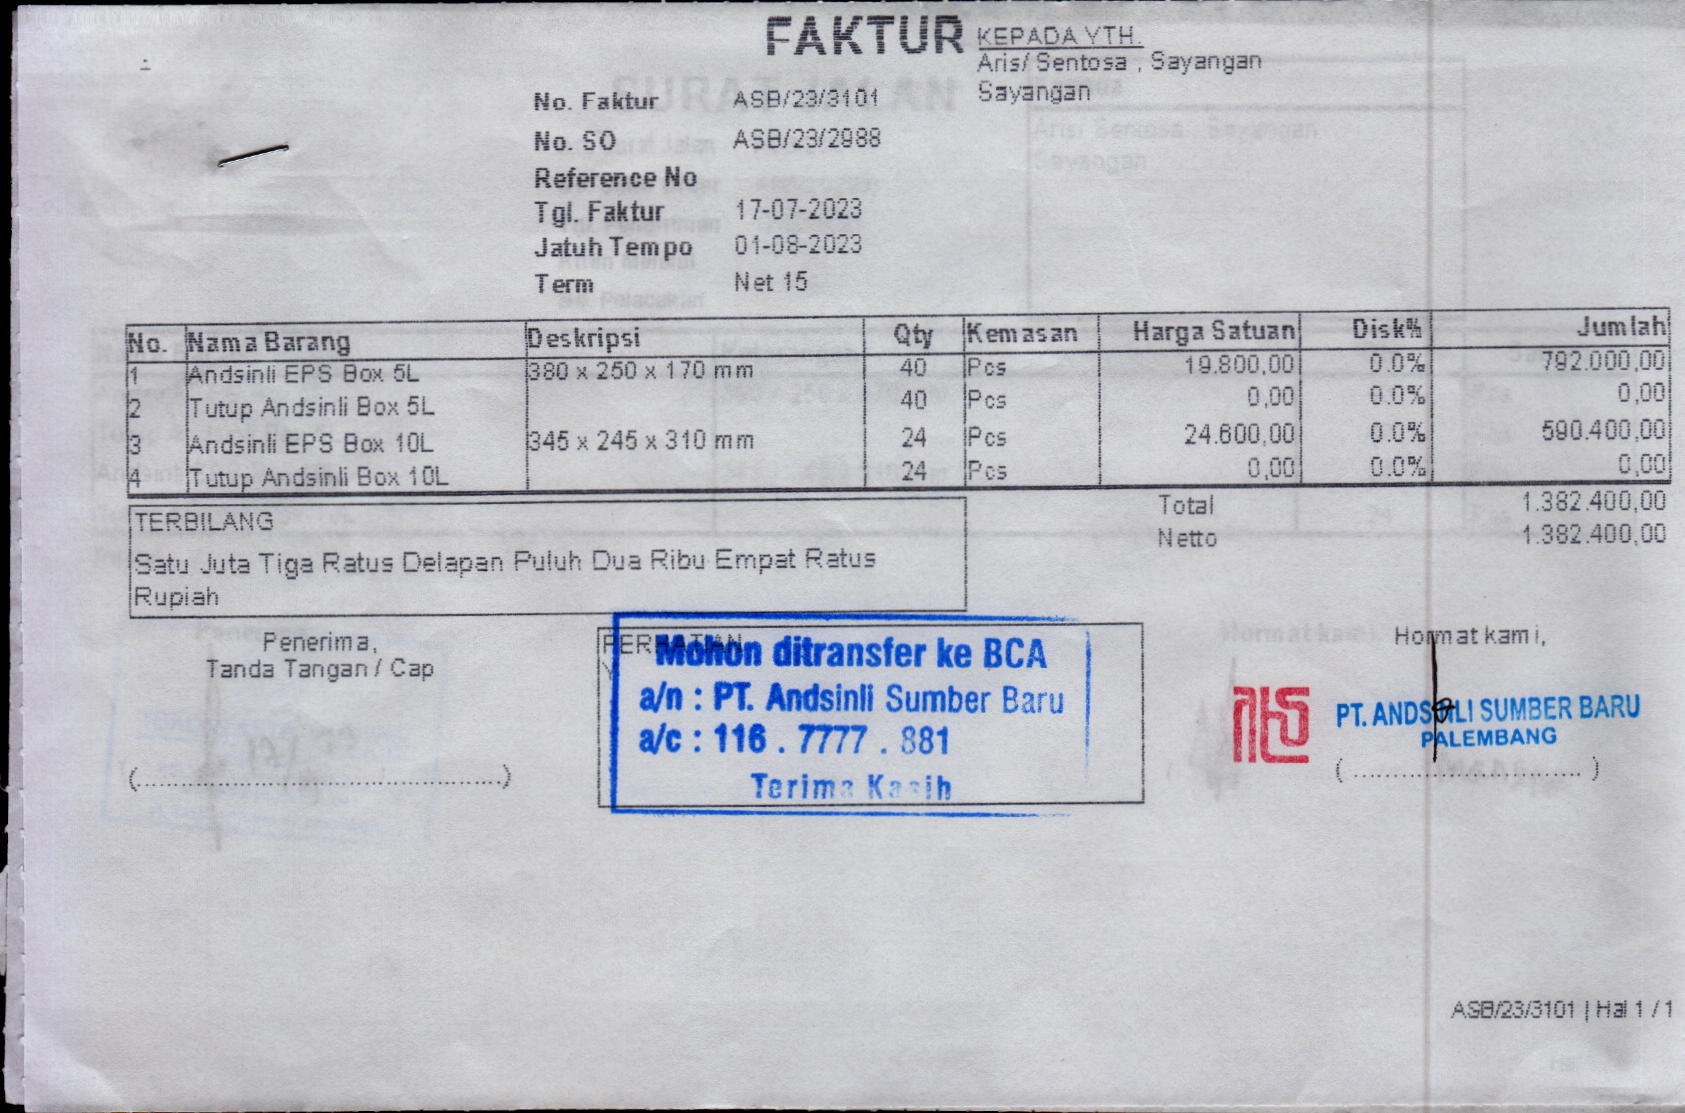 FAKTUR
KEPADA YTH.
Aris/ Sentosa , Sayangan
Sayangan
No. Faktur ASB/23/3101
No. SO ASB/23/2988
Reference No
Tgl. Faktur 17-07-2023
Jatuh Tempo 01-08-2023
Term Net 15
No. Nama Barang Deskripsi Qty Kemasan Harga Satuan Disk% Jumlah
1 Andsinli EPS Box 5L 380 x 250 x 170 mm 40 Pcs 19.800,00 0.0% 792.000,00
2 Tutup Andsinli Box 5L 40 Pcs 0,00 0.0% 0,00
3 Andsinli EPS Box 10L 345 x 245 x 310 mm 24 Pcs 24.600,00 0.0% 590.400,00
4 Tutup Andsinli Box 10L 24 Pcs 0,00 0.0% 0,00
Total 1.382.400,00
Netto 1.382.400,00
TERBILANG
Satu Juta Tiga Ratus Delapan Puluh Dua Ribu Empat Ratus
Rupiah
Penerima,
Tanda Tangan / Cap
(................................................)
PERHATIAN
Mohon ditransfer ke BCA
a/n : PT. Andsinli Sumber Baru
a/c : 116 . 7777 . 881
Terima Kasih
Hormat kami,
PT. ANDSINLI SUMBER BARU
PALEMBANG
(..............................)
ASB/23/3101 | Hal 1 / 1